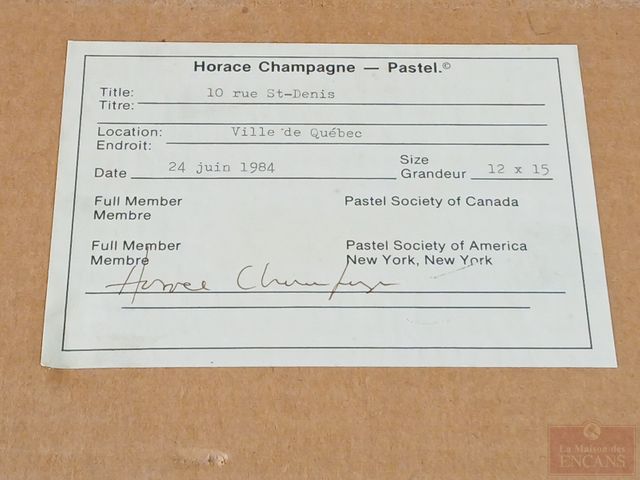 Horace Champagne — Pastel.©
Title: 10 rue St-Denis
Titre:
Location: Ville de Québec
Endroit:
Date 24 juin 1984 Size Grandeur 12 x 15
Full Member Pastel Society of Canada
Membre
Full Member Pastel Society of America
Membre New York, New York
Horace Champagne
La Maison des
ENCANS